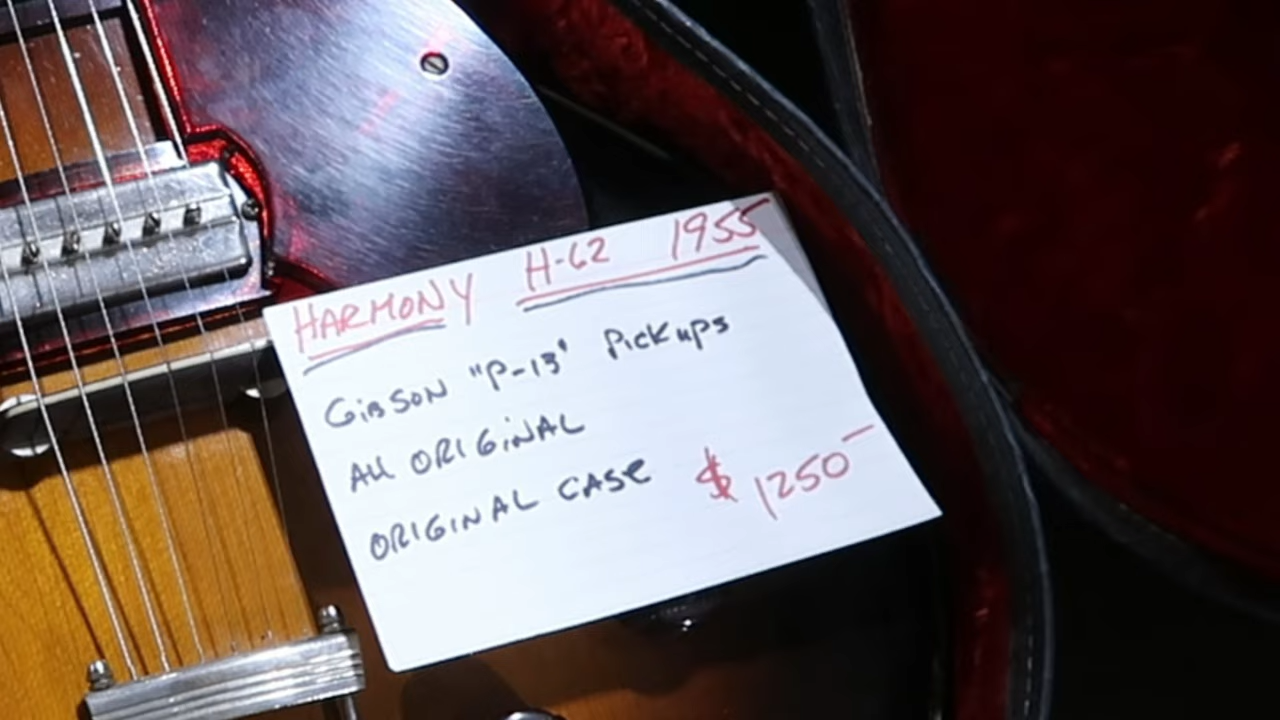 HARMONY H-62 1955
GIBSON "P-13" PickupS
All ORIGINAL
ORIGINAL CASE $1250-